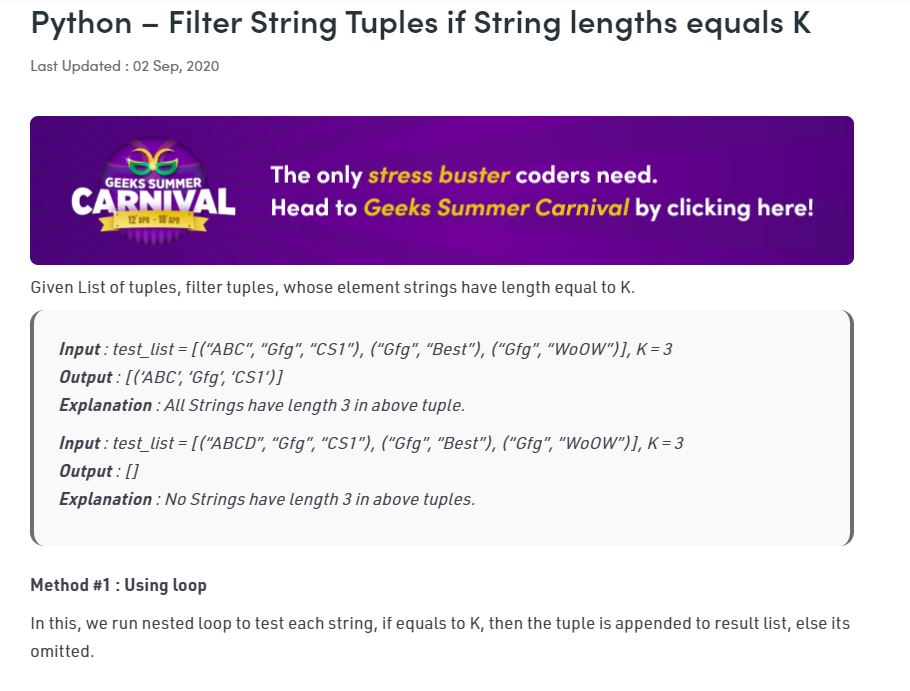 Python – Filter String Tuples if String lengths equals K
Last Updated : 02 Sep, 2020
GEEKS SUMMER
CARNIVAL
12 APR - 18 APR
The only stress buster coders need.
Head to Geeks Summer Carnival by clicking here!
Given List of tuples, filter tuples, whose element strings have length equal to K.
Input : test_list = [(“ABC”, “Gfg”, “CS1”), (“Gfg”, “Best”), (“Gfg”, “WoOW”)], K = 3
Output : [(‘ABC’, ‘Gfg’, ‘CS1’)]
Explanation : All Strings have length 3 in above tuple.
Input : test_list = [(“ABCD”, “Gfg”, “CS1”), (“Gfg”, “Best”), (“Gfg”, “WoOW”)], K = 3
Output : []
Explanation : No Strings have length 3 in above tuples.
Method #1 : Using loop
In this, we run nested loop to test each string, if equals to K, then the tuple is appended to result list, else its
omitted.